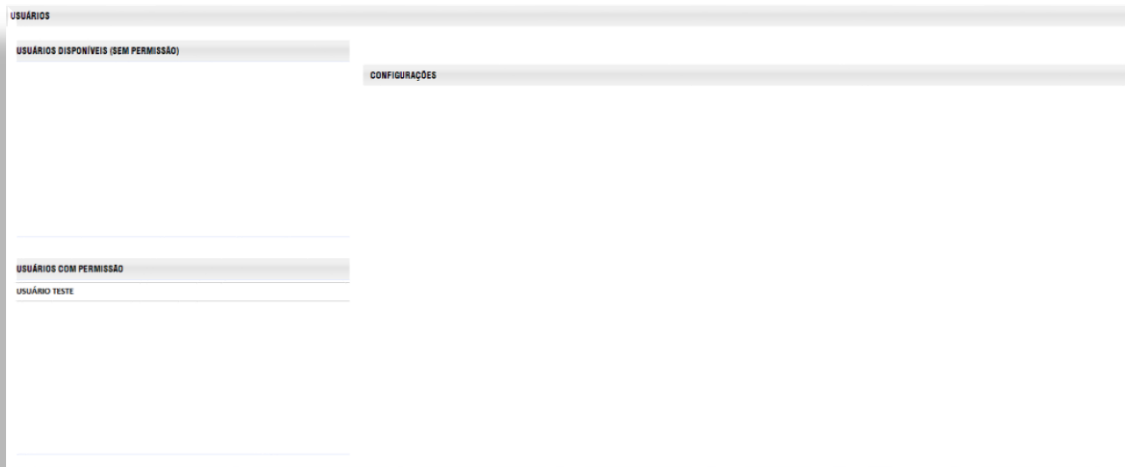 USUÁRIOS
USUÁRIOS DISPONÍVEIS (SEM PERMISSÃO)
CONFIGURAÇÕES
USUÁRIOS COM PERMISSÃO
USUÁRIO TESTE